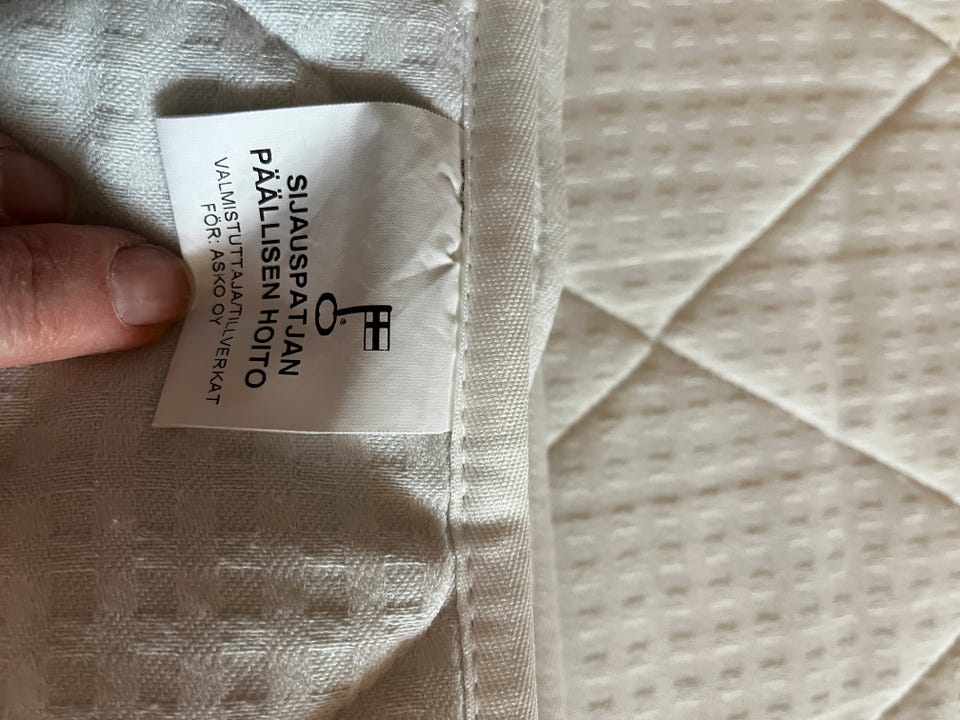 SIJAUSPATJAN
PÄÄLLISEN HOITO
VALMISTUTTAJA/TILLVERKAT
FÖR: ASKO OY